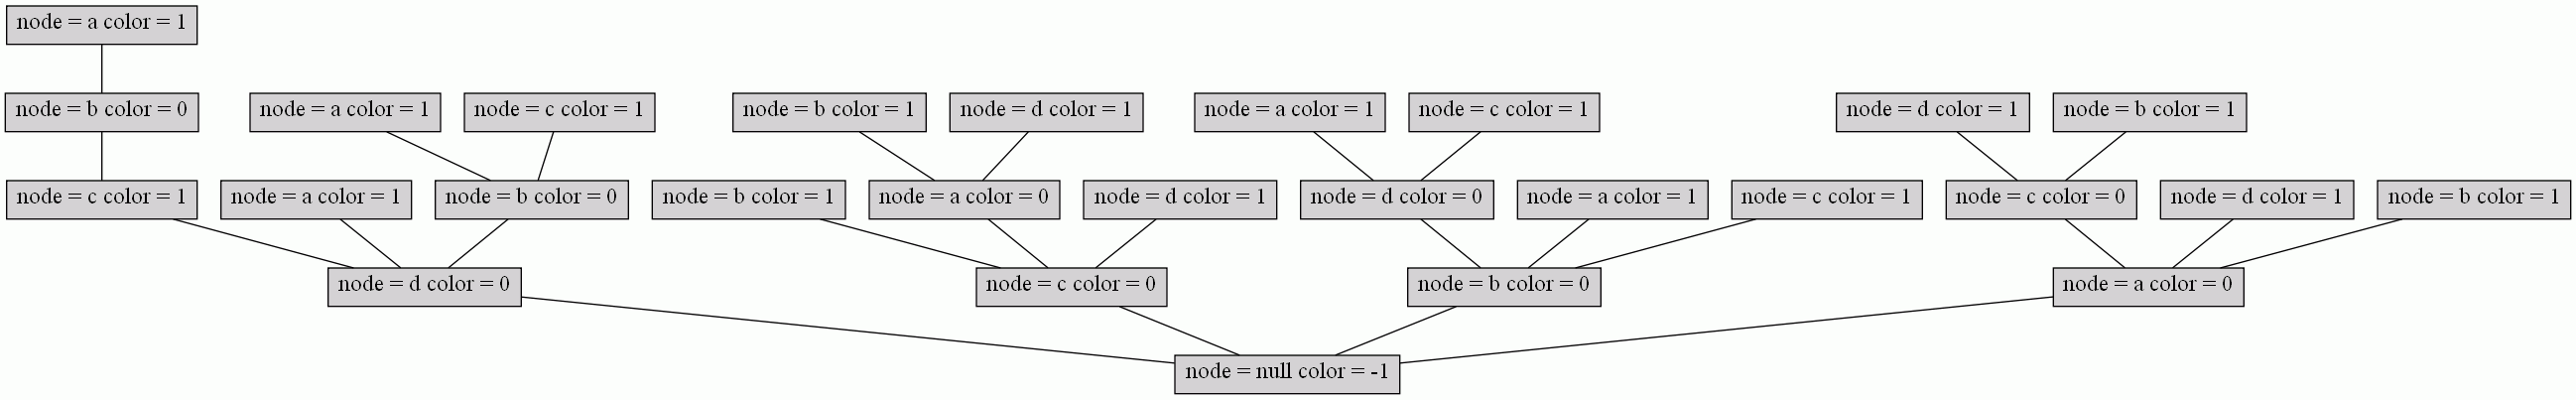 node = a color = 1
node = b color = 0
node = a color = 1
node = c color = 1
node = b color = 1
node = d color = 1
node = a color = 1
node = c color = 1
node = d color = 1
node = b color = 1
node = c color = 1
node = a color = 1
node = b color = 0
node = b color = 1
node = a color = 0
node = d color = 1
node = d color = 0
node = a color = 1
node = c color = 1
node = c color = 0
node = d color = 1
node = b color = 1
node = d color = 0
node = c color = 0
node = b color = 0
node = a color = 0
node = null color = -1